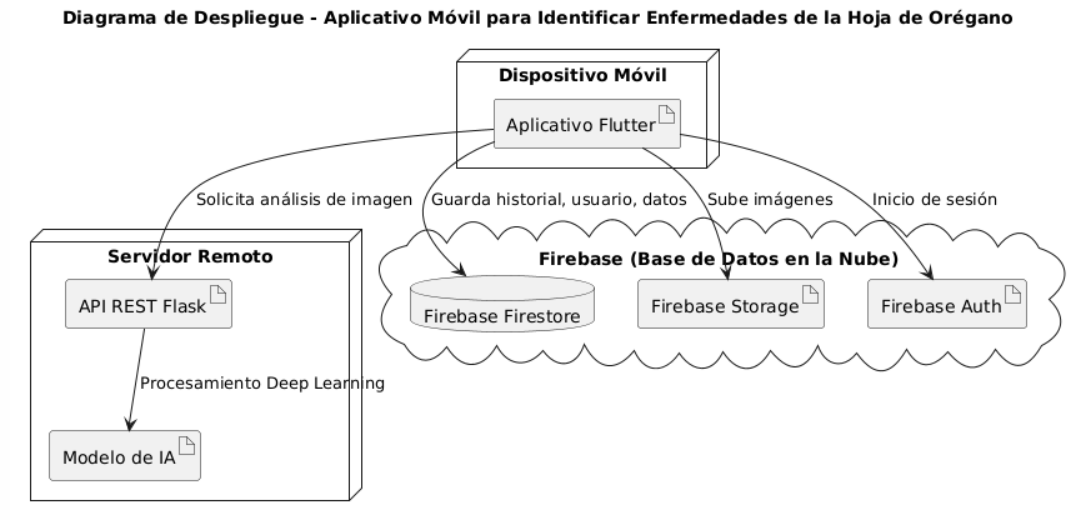 Diagrama de Despliegue - Aplicativo Móvil para Identificar Enfermedades de la Hoja de Orégano
Dispositivo Móvil
Aplicativo Flutter
Solicita análisis de imagen
Guarda historial, usuario, datos
Sube imágenes
Inicio de sesión
Servidor Remoto
Firebase (Base de Datos en la Nube)
API REST Flask
Firebase Firestore
Firebase Storage
Firebase Auth
Procesamiento Deep Learning
Modelo de IA